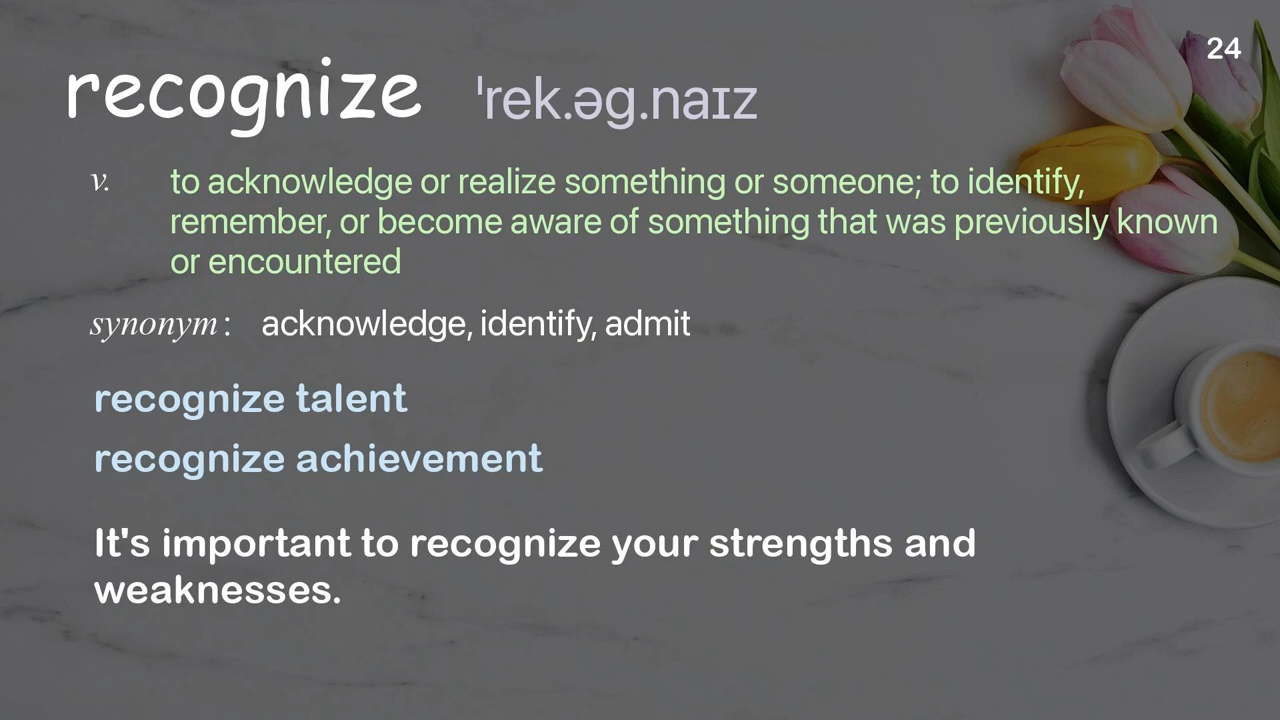 24
recognize ˈrek.əg.naɪz
v. to acknowledge or realize something or someone; to identify,
remember, or become aware of something that was previously known
or encountered
synonym: acknowledge, identify, admit
recognize talent
recognize achievement
It's important to recognize your strengths and
weaknesses.